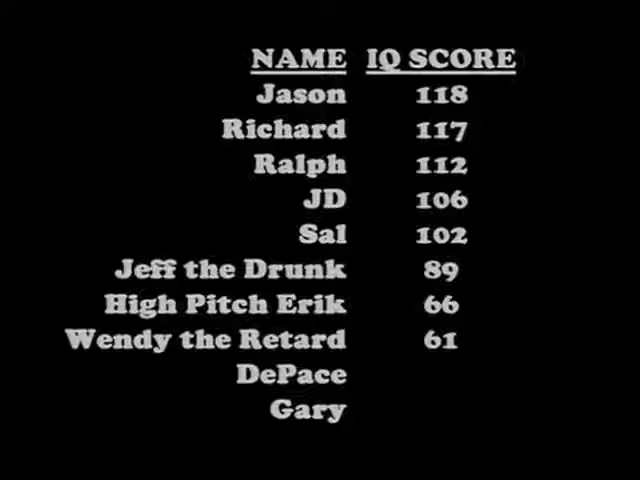 NAME IQ SCORE
Jason 118
Richard 117
Ralph 112
JD 106
Sal 102
Jeff the Drunk 89
High Pitch Erik 66
Wendy the Retard 61
DePace
Gary